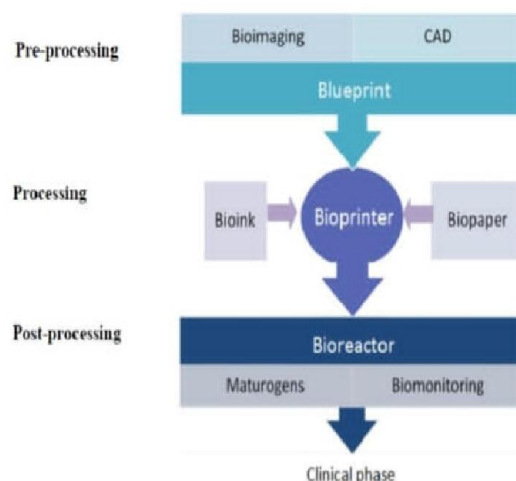 Bioimaging CAD
Pre-processing
Blueprint
Processing
Bioink Bioprinter Biopaper
Post-processing
Bioreactor
Maturogens Biomonitoring
Clinical phase